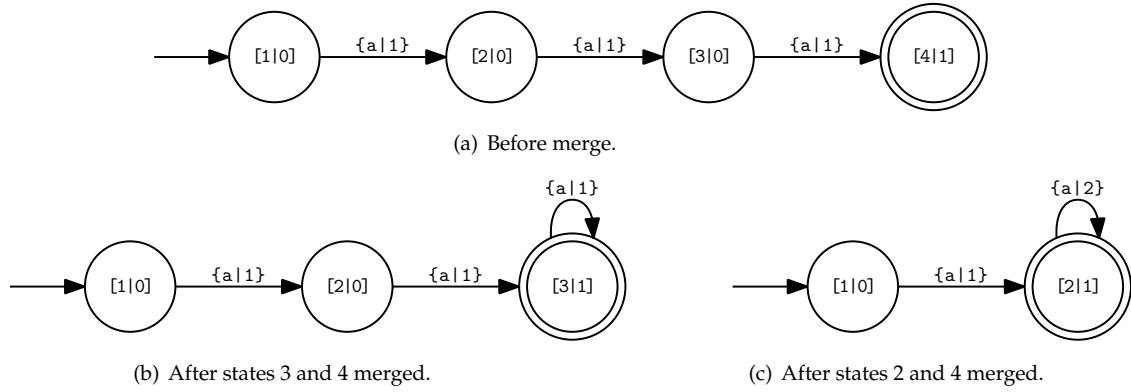 {a|1} {a|1} {a|1}
[1|0] [2|0] [3|0] [4|1]
(a) Before merge.
{a|1} {a|2}
{a|1} {a|1} {a|1}
[1|0] [2|0] [3|1] [1|0] [2|1]
(b) After states 3 and 4 merged. (c) After states 2 and 4 merged.